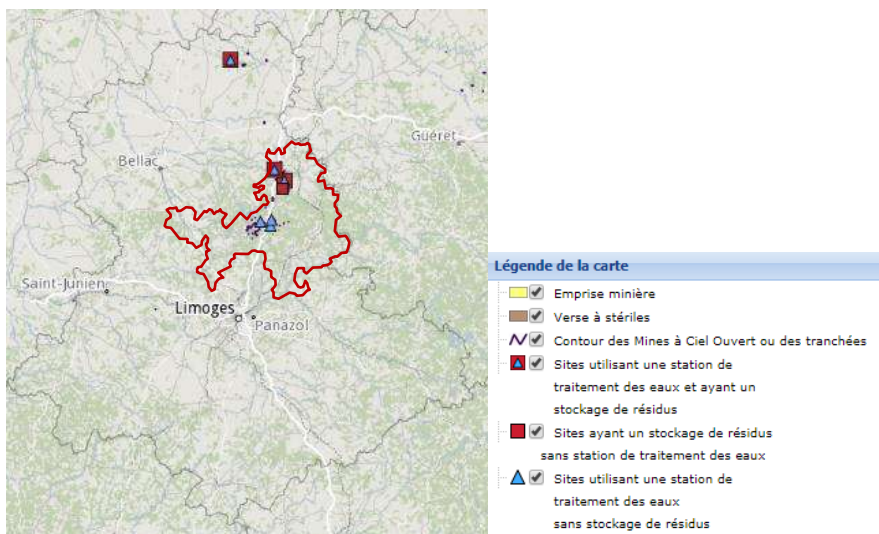 Guéret
Bellac
Saint-Junien
Limoges
Panazol
Légende de la carte
Emprise minière
Verse à stériles
Contour des Mines à Ciel Ouvert ou des tranchées
Sites utilisant une station de
traitement des eaux et ayant un
stockage de résidus
Sites ayant un stockage de résidus
sans station de traitement des eaux
Sites utilisant une station de
traitement des eaux
sans stockage de résidus